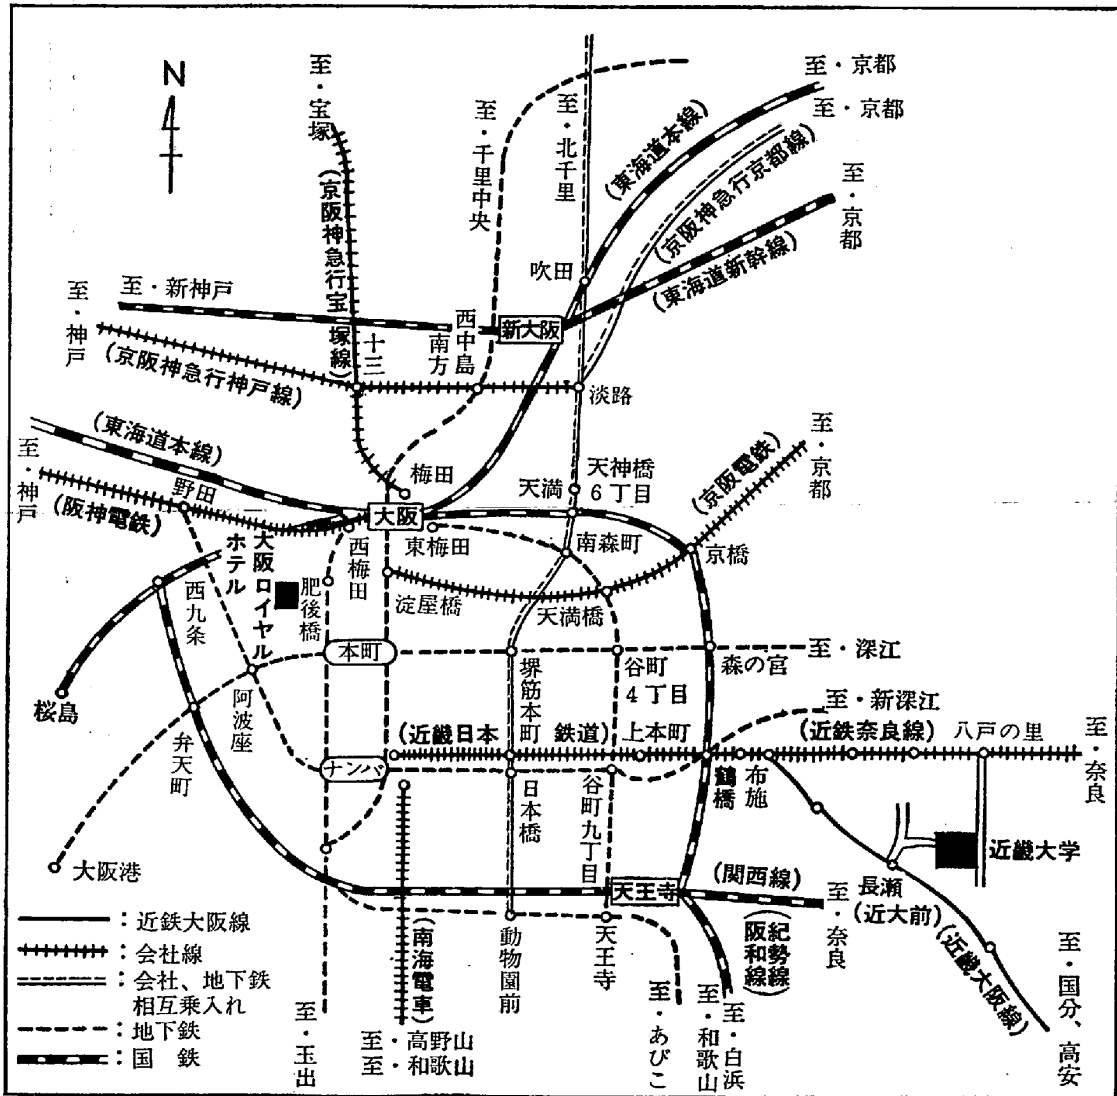 N
至・宝塚
(京阪神急行宝塚線)
至・千里中央
至・北千里
至・京都
至・京都
(東海道本線)
(京阪神急行京都線)
至・京都
(東海道新幹線)
吹田
至・新神戸
至・神戸
(京阪神急行神戸線)
十三
南方
西中島
新大阪
淡路
(東海道本線)
至・神戸
(阪神電鉄)
野田
梅田
大阪
天満
天神橋
6丁目
(京阪電鉄)
至・京都
西梅田
東梅田
南森町
京橋
大阪ロイヤル
ホテル
肥後橋
淀屋橋
天満橋
西九条
桜島
本町
堺筋本町
谷町
4丁目
森の宮
至・深江
阿波座
弁天町
(近畿日本鉄道)
上本町
至・新深江
(近鉄奈良線)
八戸の里
至・奈良
ナンバ
日本橋
谷町九丁目
鶴橋
布施
大阪港
近畿大学
長瀬
(近大前)
(近畿大阪線)
天王寺
(関西線)
至・奈良
(紀勢線
阪和線)
(南海電車)
動物園前
天王寺
至・国分、高安
:近鉄大阪線
:会社線
:会社、地下鉄
相互乗入れ
:地下鉄
:国 鉄
至・玉出
至・高野山
至・和歌山
至・あびこ
至・和歌山
至・白浜